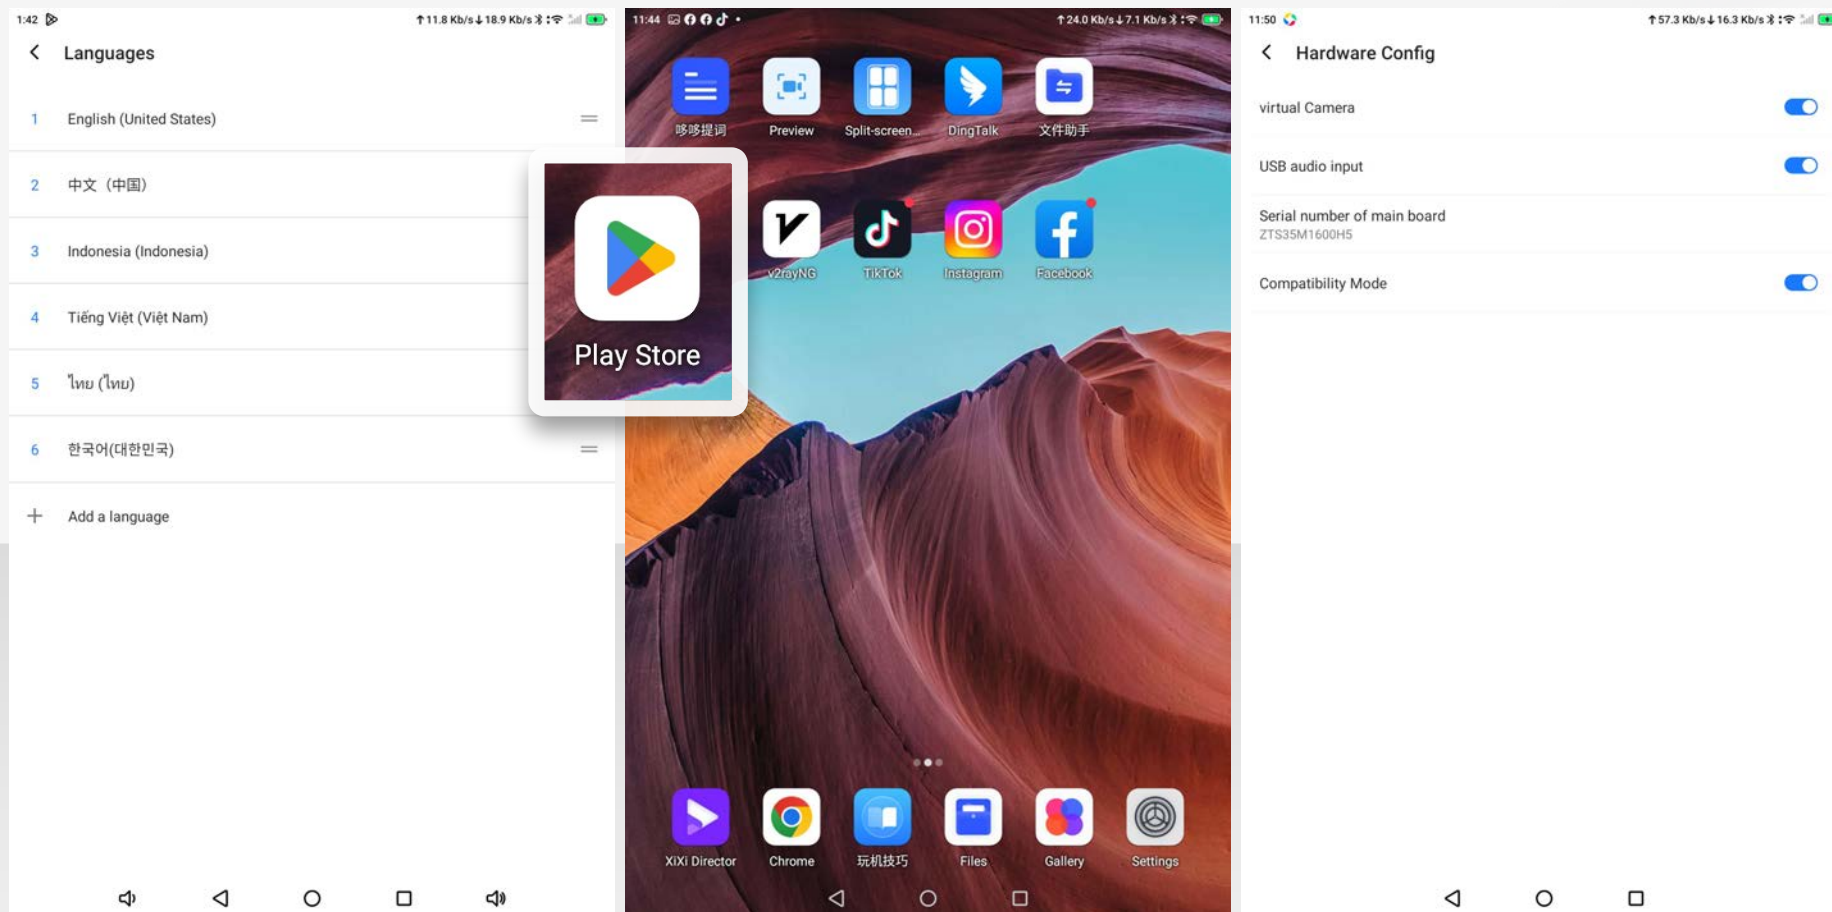 1:42
↑11.8 Kb/s↓18.9 Kb/s
Languages
1 English (United States)
2 中文（中国）
3 Indonesia (Indonesia)
4 Tiếng Việt (Việt Nam)
5 ไทย (ไทย)
6 한국어(대한민국)
+ Add a language
11:44
↑24.0 Kb/s↓7.1 Kb/s
哆哆提词 Preview Split-screen... DingTalk 文件助手
Play Store
v2rayNG TikTok Instagram Facebook
XiXi Director Chrome 玩机技巧 Files Gallery Settings
11:50
↑57.3 Kb/s↓16.3 Kb/s
Hardware Config
virtual Camera
USB audio input
Serial number of main board
ZTS35M1600H5
Compatibility Mode